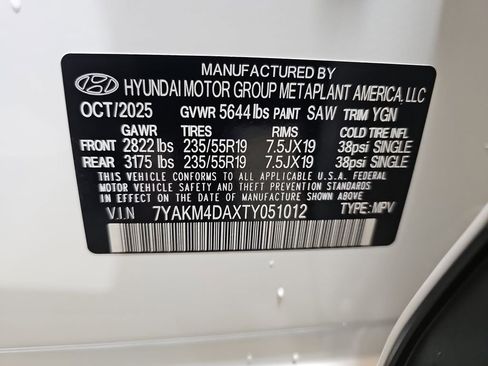 MANUFACTURED BY
HYUNDAI MOTOR GROUP METAPLANT AMERICA, LLC
OCT/2025 GVWR 5644 lbs PAINT SAW TRIM YGN
GAWR TIRES RIMS COLD TIRE INFL
FRONT 2822 lbs 235/55R19 7.5JX19 38psi SINGLE
REAR 3175 lbs 235/55R19 7.5JX19 38psi SINGLE
THIS VEHICLE CONFORMS TO ALL APPLICABLE U.S.A. FEDERAL
MOTOR VEHICLE SAFETY AND THEFT PREVENTION STANDARDS
IN EFFECT ON THE DATE OF MANUFACTURE SHOWN ABOVE
V.I.N 7YAKM4DAXTY051012 TYPE: MPV